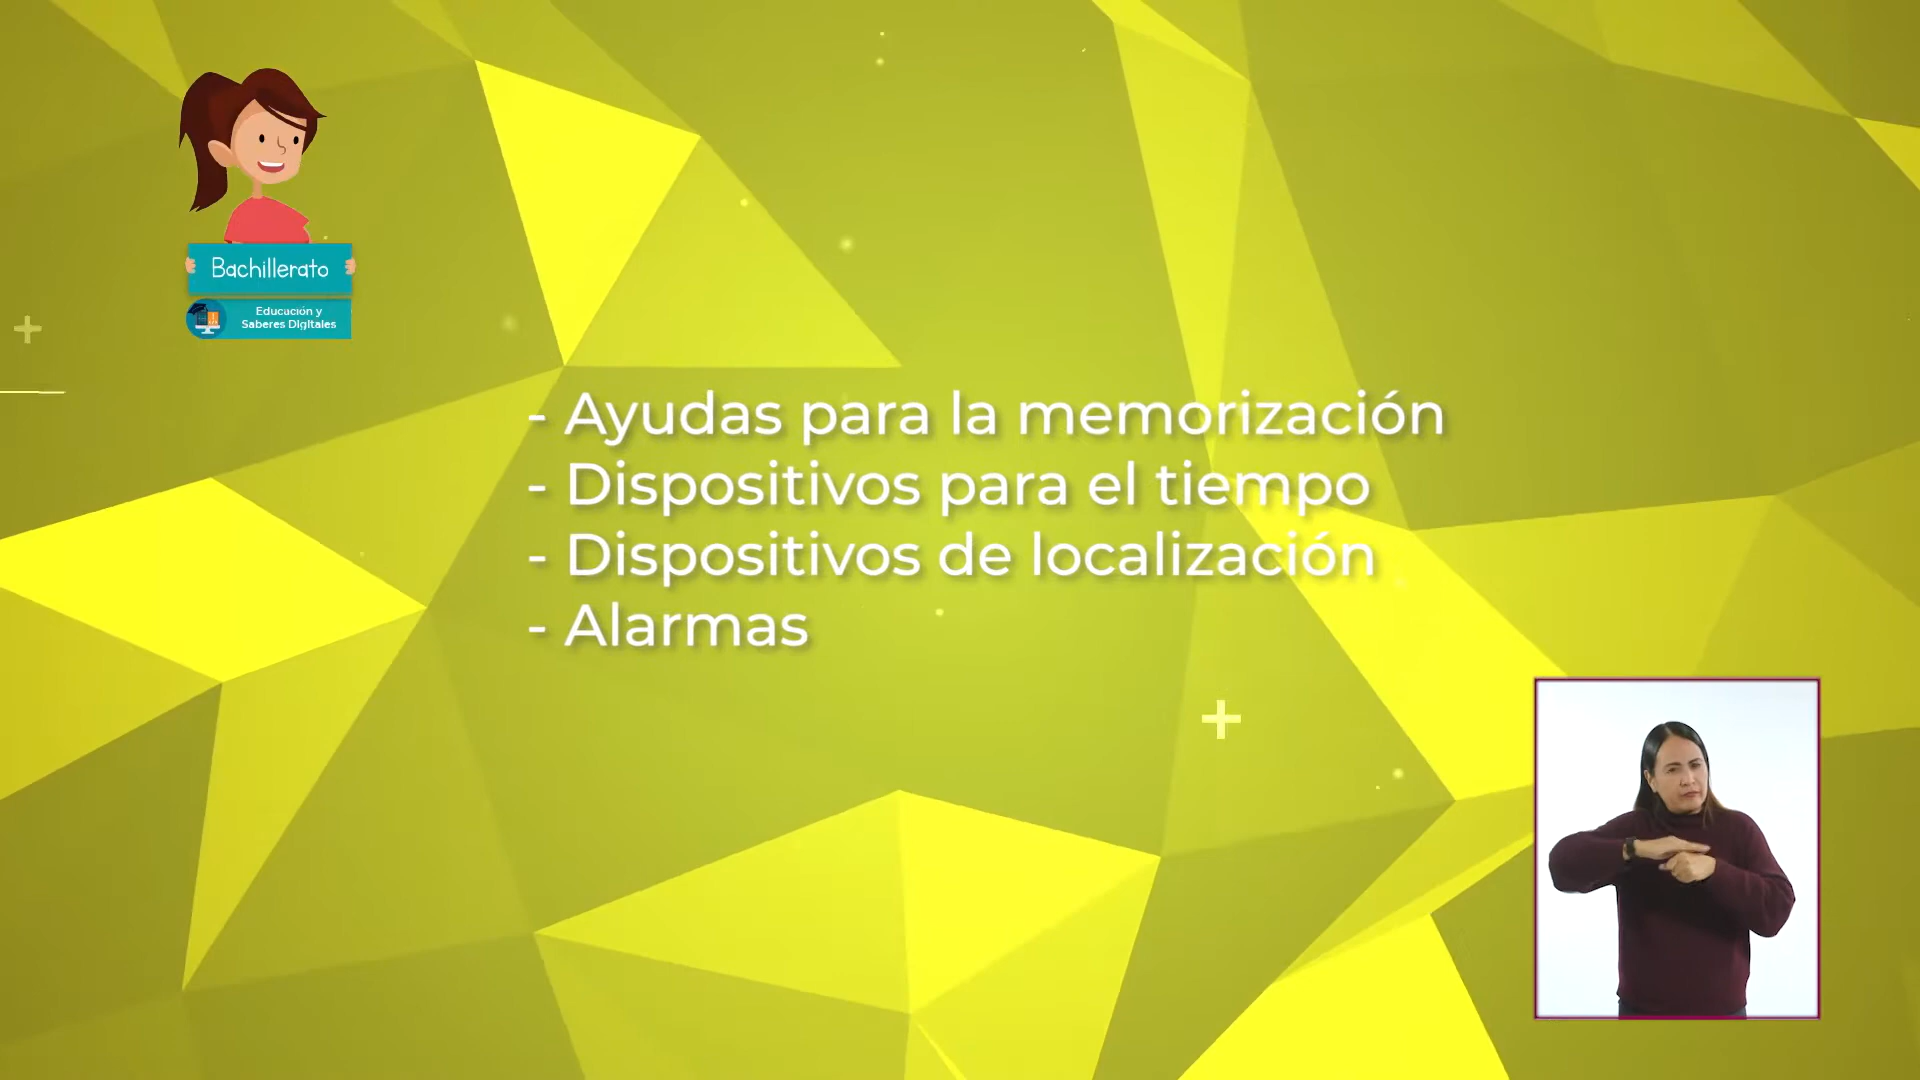 Bachillerato
Educación y
Saberes Digitales
- Ayudas para la memorización
- Dispositivos para el tiempo
- Dispositivos de localización
- Alarmas